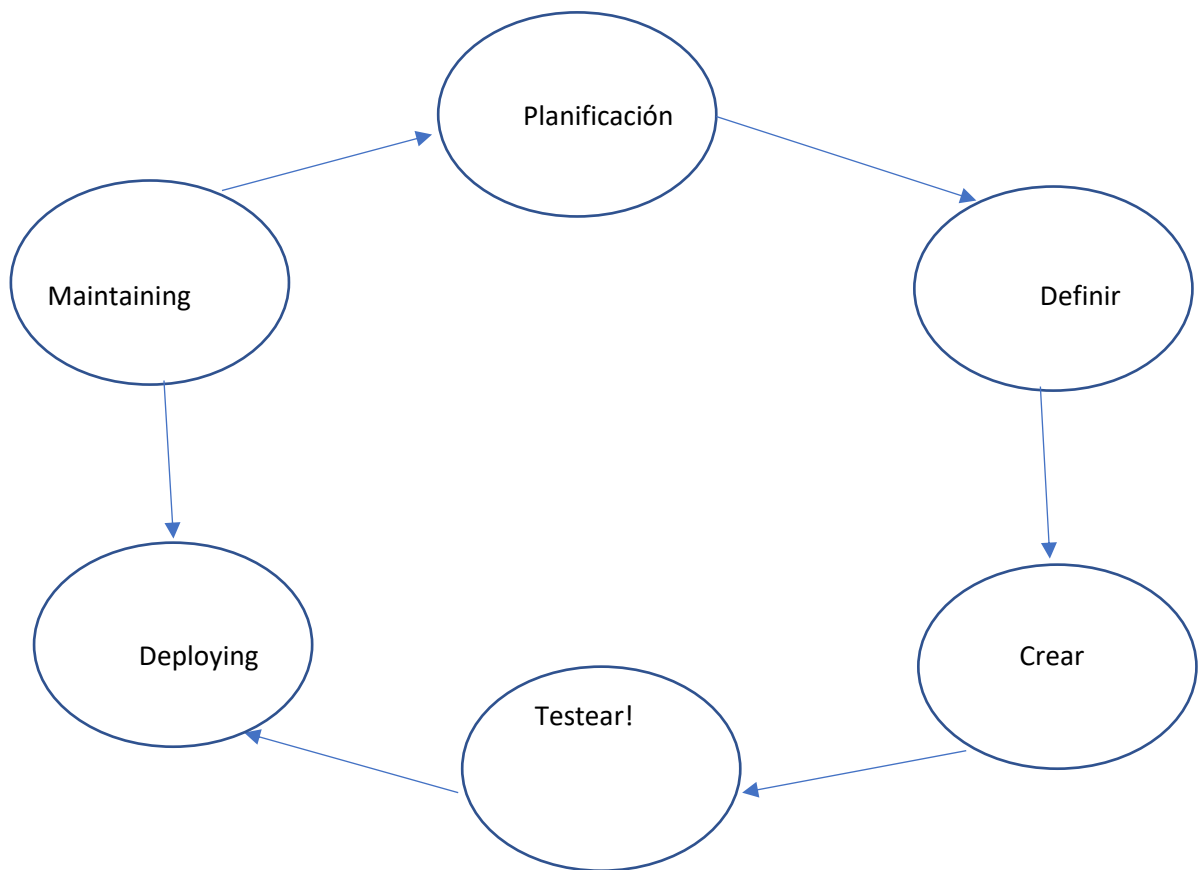 Planificación
Maintaining
Definir
Deploying
Crear
Testear!